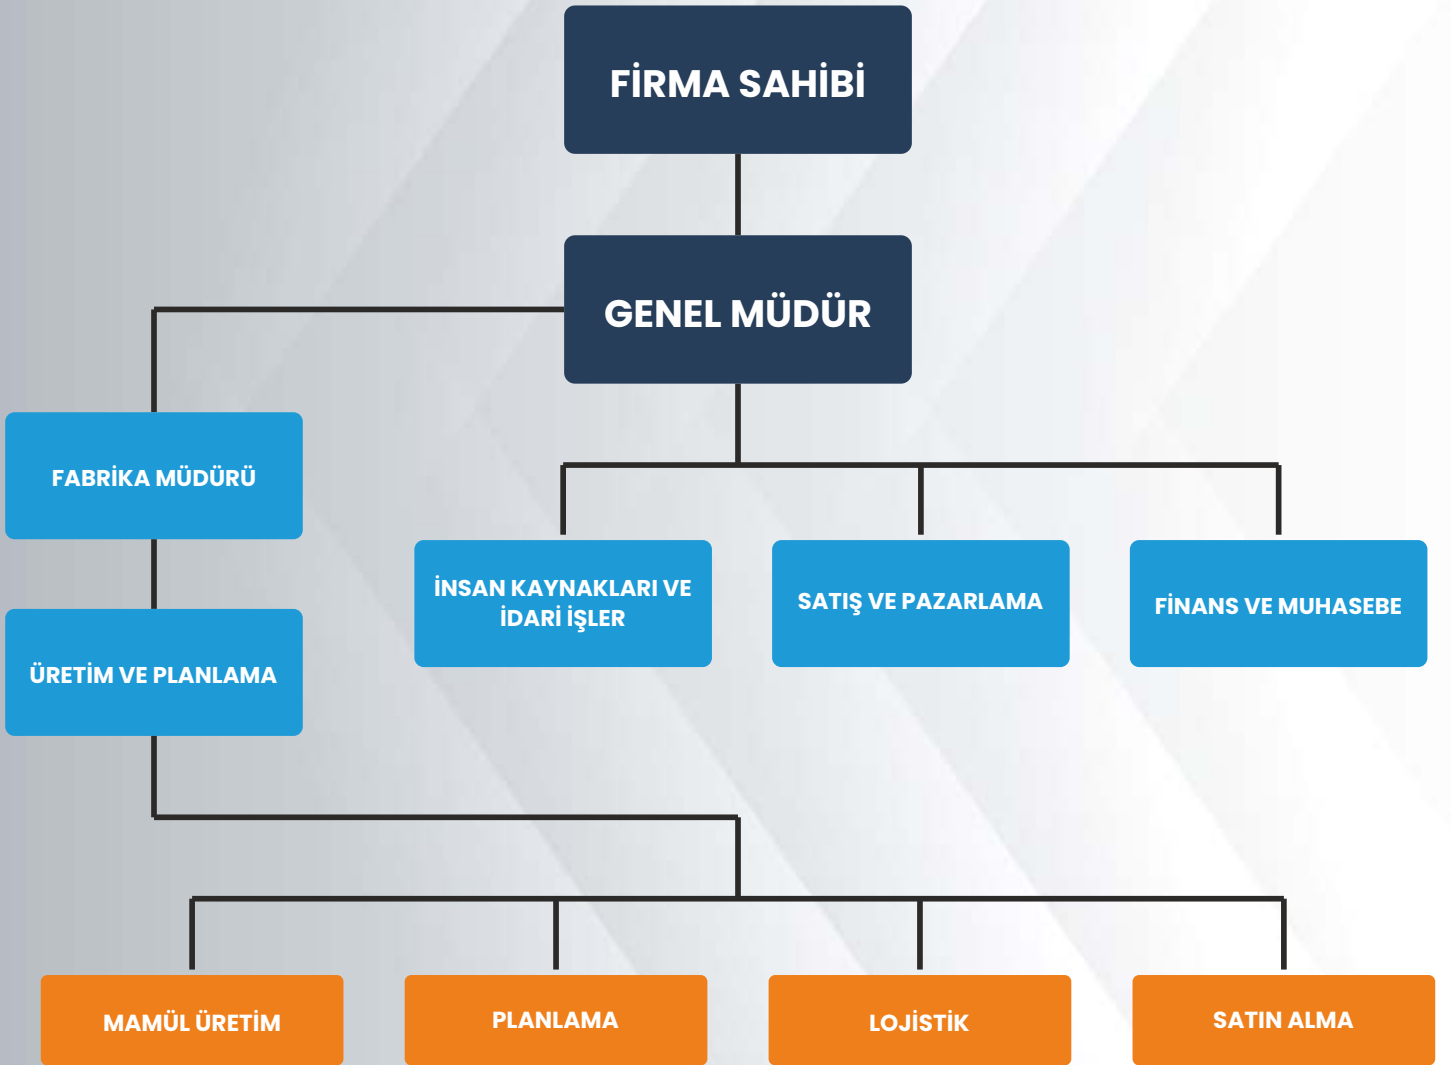 FİRMA SAHİBİ
GENEL MÜDÜR
FABRİKA MÜDÜRÜ
İNSAN KAYNAKLARI VE
İDARİ İŞLER
SATIŞ VE PAZARLAMA
FİNANS VE MUHASEBE
ÜRETİM VE PLANLAMA
MAMÜL ÜRETİM
PLANLAMA
LOJİSTİK
SATIN ALMA